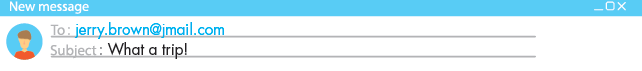 New message
To: jerry.brown@jmail.com
Subject: What a trip!